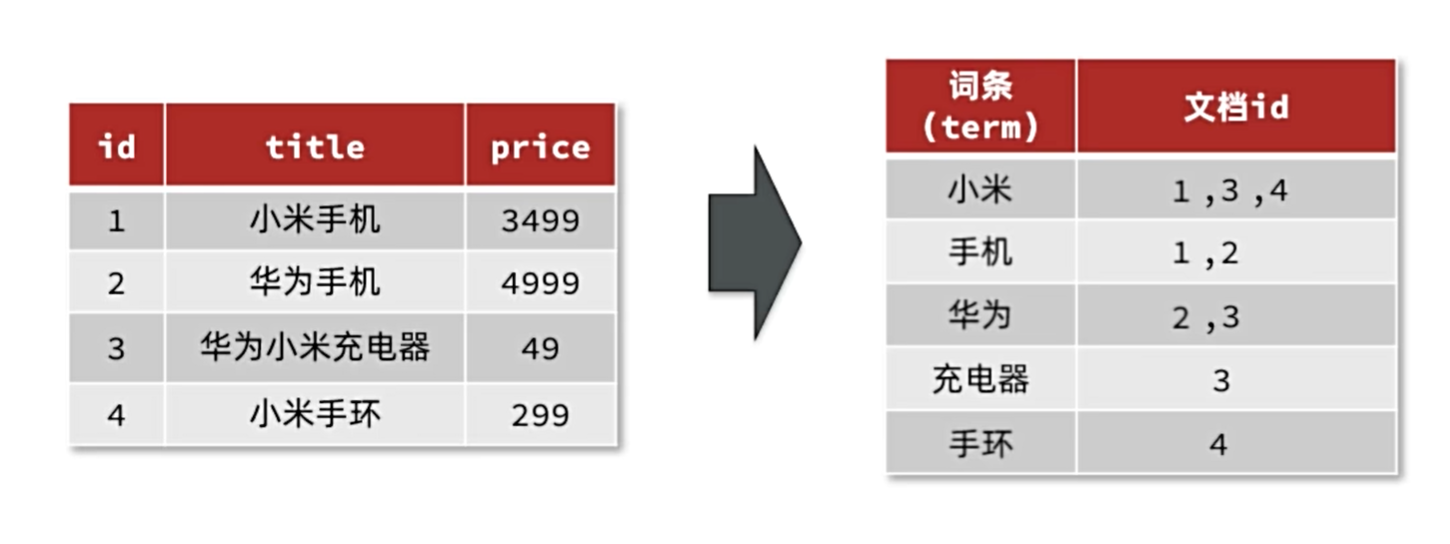 id title price
1 小米手机 3499
2 华为手机 4999
3 华为小米充电器 49
4 小米手环 299
词条
(term) 文档id
小米 1 ,3 ,4
手机 1 ,2
华为 2 ,3
充电器 3
手环 4